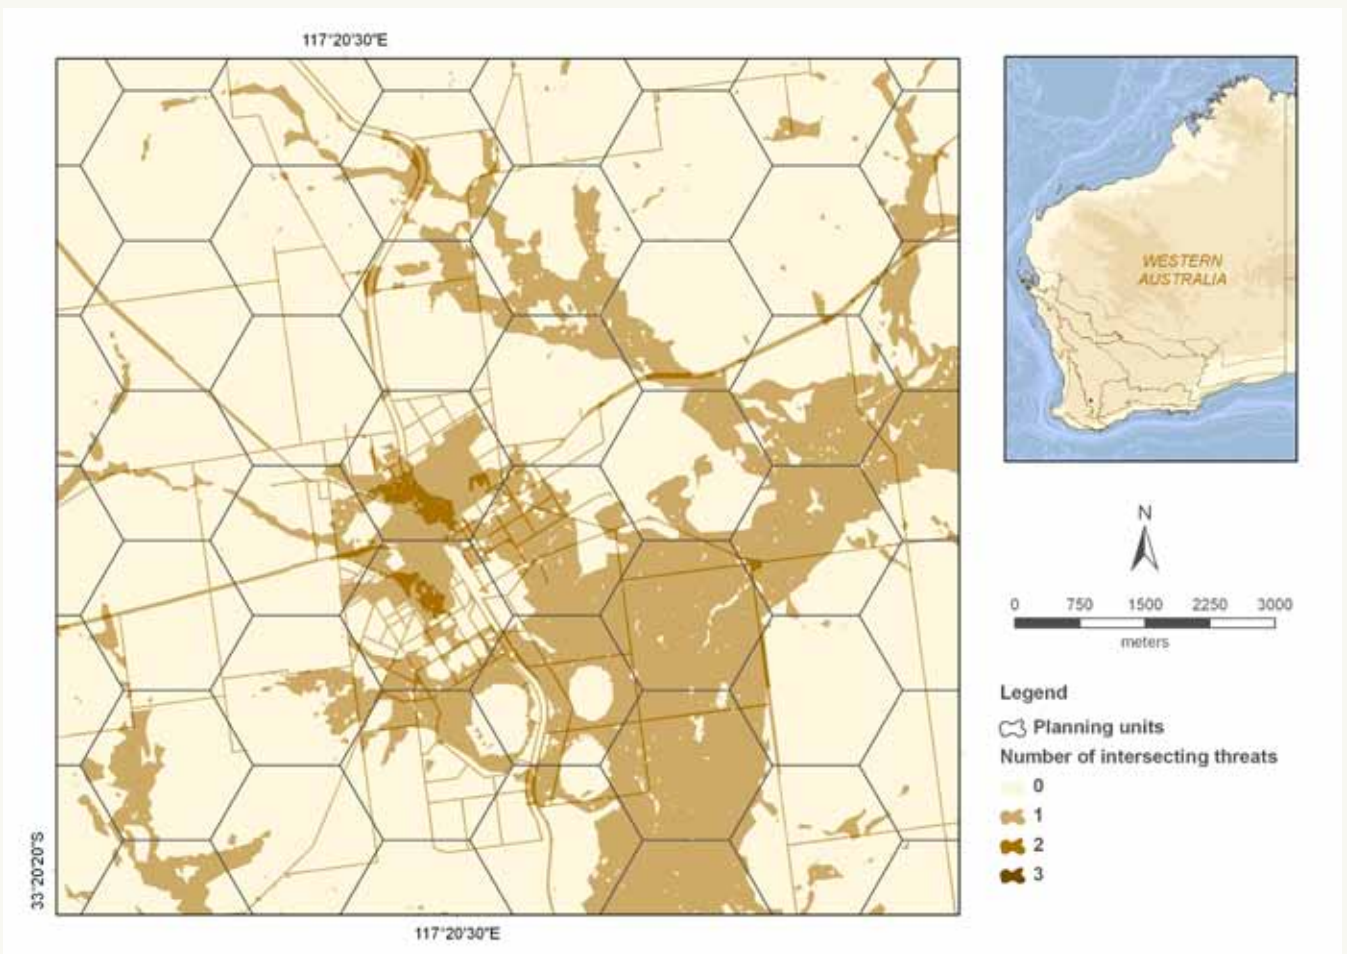 117°20'30"E
WESTERN
AUSTRALIA
N
0 750 1500 2250 3000
meters
Legend
Planning units
Number of intersecting threats
0
1
2
3
33°20'20"S
117°20'30"E